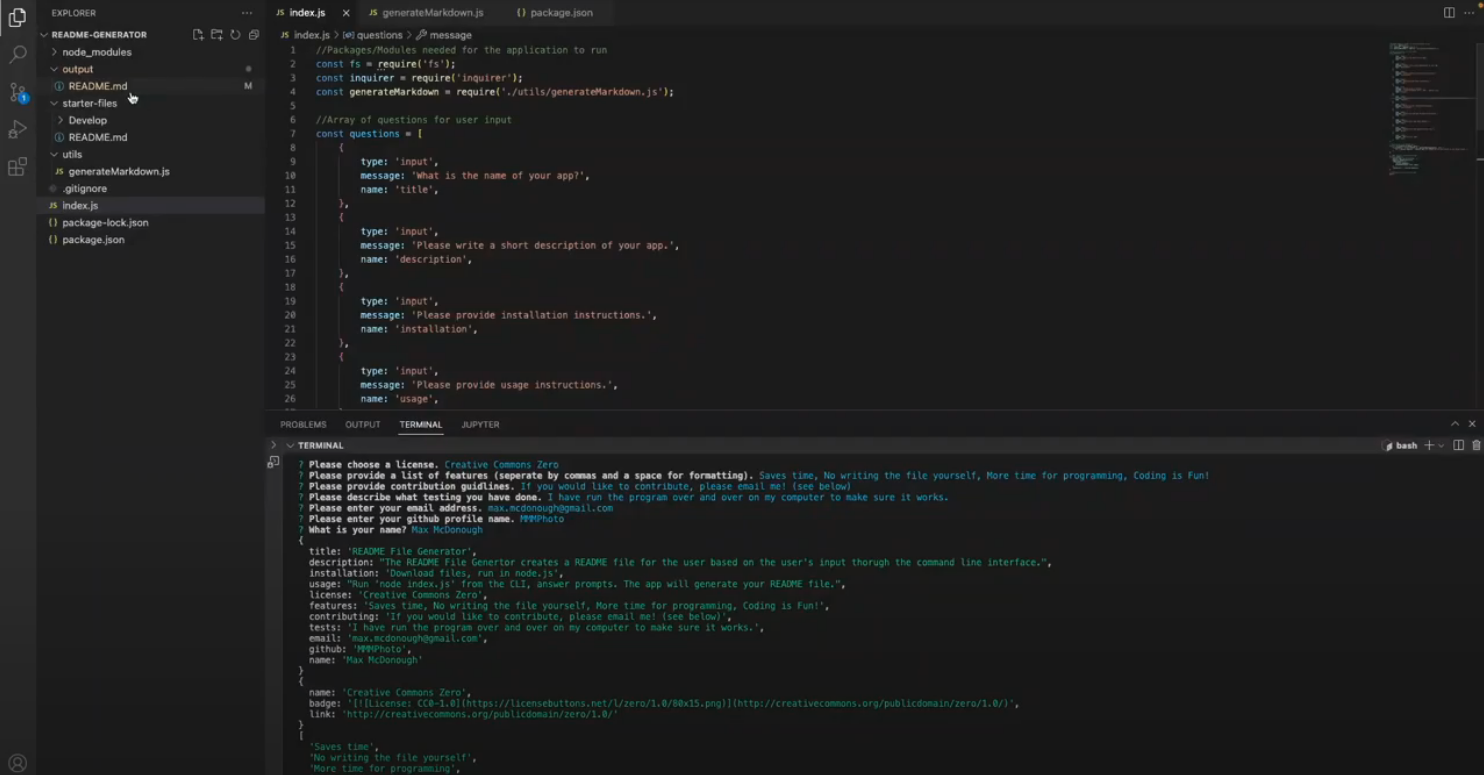 EXPLORER
README-GENERATOR
node_modules
output
README.md M
starter-files
Develop
README.md
utils
JS generateMarkdown.js
.gitignore
JS index.js
{} package-lock.json
{} package.json
1
JS index.js
JS generateMarkdown.js
{} package.json
JS index.js > questions > message
1 //Packages/Modules needed for the application to run
2 const fs = require('fs');
3 const inquirer = require('inquirer');
4 const generateMarkdown = require('./utils/generateMarkdown.js');
5
6 //Array of questions for user input
7 const questions = [
8 {
9 type: 'input',
10 message: 'What is the name of your app?',
11 name: 'title',
12 },
13 {
14 type: 'input',
15 message: 'Please write a short description of your app.',
16 name: 'description',
17 },
18 {
19 type: 'input',
20 message: 'Please provide installation instructions.',
21 name: 'installation',
22 },
23 {
24 type: 'input',
25 message: 'Please provide usage instructions.',
26 name: 'usage',
PROBLEMS OUTPUT TERMINAL JUPYTER
TERMINAL
bash
? Please choose a license. Creative Commons Zero
? Please provide a list of features (seperate by commas and a space for formatting). Saves time, No writing the file yourself, More time for programming, Coding is Fun!
? Please provide contribution guidlines. If you would like to contribute, please email me! (see below)
? Please describe what testing you have done. I have run the program over and over on my computer to make sure it works.
? Please enter your email address. max.mcdonough@gmail.com
? Please enter your github profile name. MMMPhoto
? What is your name? Max McDonough
{
title: 'README File Generator',
description: "The README File Genertor creates a README file for the user based on the user's input thorugh the command line interface.",
installation: 'Download files, run in node.js',
usage: "Run 'node index.js' from the CLI, answer prompts. The app will generate your README file.",
license: 'Creative Commons Zero',
features: 'Saves time, No writing the file yourself, More time for programming, Coding is Fun!',
contributing: 'If you would like to contribute, please email me! (see below)',
tests: 'I have run the program over and over on my computer to make sure it works.',
email: 'max.mcdonough@gmail.com',
github: 'MMMPhoto',
name: 'Max McDonough'
}
{
name: 'Creative Commons Zero',
badge: '[![License: CC0-1.0](https://licensebuttons.net/l/zero/1.0/80x15.png)](http://creativecommons.org/publicdomain/zero/1.0/)',
link: 'http://creativecommons.org/publicdomain/zero/1.0/'
}
[
'Saves time',
'No writing the file yourself',
'More time for programming',